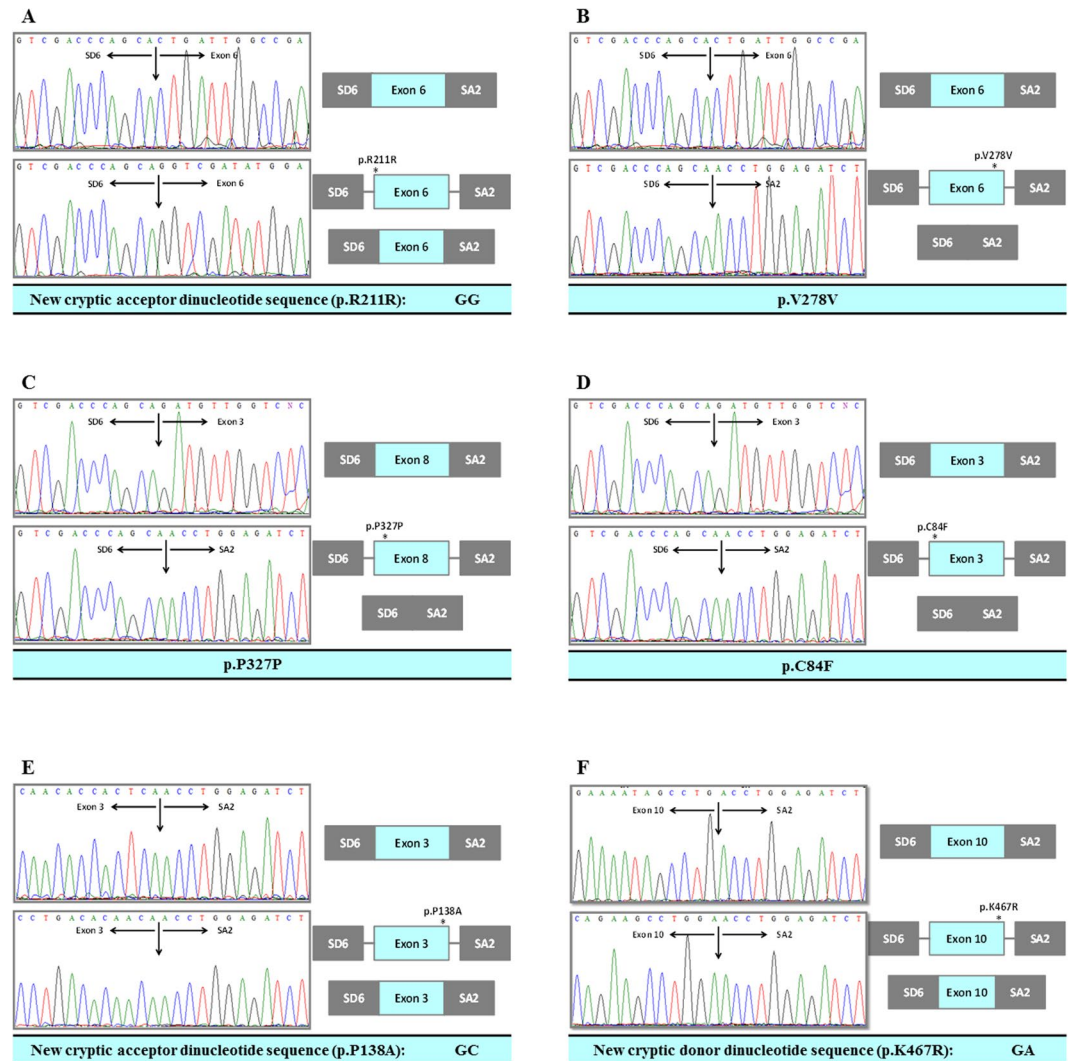 A
G T C G A C C C A G C A C T G A T T G G C C G A
SD6 Exon 6
SD6 Exon 6 SA2
G T C G A C C C A G C A G G T C G A T A T G G A
SD6 Exon 6
p.R211R
*
SD6 Exon 6 SA2
SD6 Exon 6 SA2
New cryptic acceptor dinucleotide sequence (p.R211R): GG
B
G T C G A C C C A G C A C T G A T T G G C C G A
SD6 Exon 6
SD6 Exon 6 SA2
G T C G A C C C A G C A A C C T G G A G A T C T
SD6 SA2
p.V278V
*
SD6 Exon 6 SA2
SD6 SA2
p.V278V
C
G T C G A C C C A G C A G A T G T T G G T C N C
SD6 Exon 3
SD6 Exon 8 SA2
G T C G A C C C A G C A A C C T G G A G A T C T
SD6 SA2
p.P327P
*
SD6 Exon 8 SA2
SD6 SA2
p.P327P
D
G T C G A C C C A G C A G A T G T T G G T C N C
SD6 Exon 3
SD6 Exon 3 SA2
G T C G A C C C A G C A A C C T G G A G A T C T
SD6 SA2
p.C84F
*
SD6 Exon 3 SA2
SD6 SA2
p.C84F
E
C A A C A C C A C T C A A C C T G G A G A T C T
Exon 3 SA2
SD6 Exon 3 SA2
C C T G A C A C A A C A A C C T G G A G A T C T
Exon 3 SA2
p.P138A
*
SD6 Exon 3 SA2
SD6 Exon 3 SA2
New cryptic acceptor dinucleotide sequence (p.P138A): GC
F
G A A A A T A G C C T G A C C T G G A G A T C T
Exon 10 SA2
SD6 Exon 10 SA2
C A G A A G C C T G G A A C C T G G A G A T C T
Exon 10 SA2
p.K467R
*
SD6 Exon 10 SA2
SD6 Exon 10 SA2
New cryptic donor dinucleotide sequence (p.K467R): GA